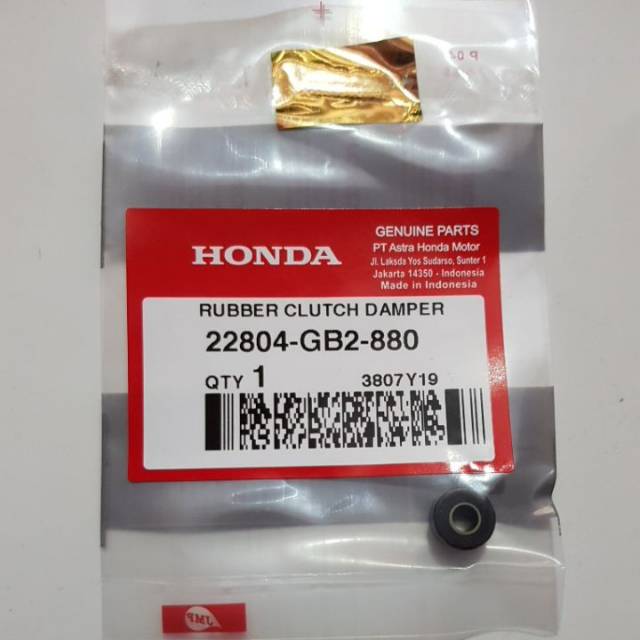 HONDA
GENUINE PARTS
PT Astra Honda Motor
Jl. Laksda Yos Sudarso, Sunter 1
Jakarta 14350 - Indonesia
Made in Indonesia
RUBBER CLUTCH DAMPER
22804-GB2-880
QTY 1 3807Y19
JMP